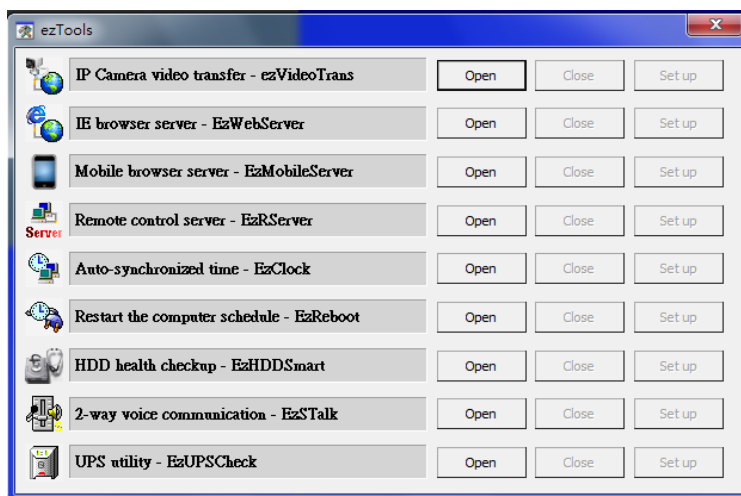 ezTools
IP Camera video transfer - ezVideoTrans Open Close Set up
IE browser server - EzWebServer Open Close Set up
Mobile browser server - EzMobileServer Open Close Set up
Server Remote control server - EzRServer Open Close Set up
Auto-synchronized time - EzClock Open Close Set up
Restart the computer schedule - EzReboot Open Close Set up
HDD health checkup - EzHDDSmart Open Close Set up
2-way voice communication - EzSTalk Open Close Set up
UPS utility - EzUPSCheck Open Close Set up